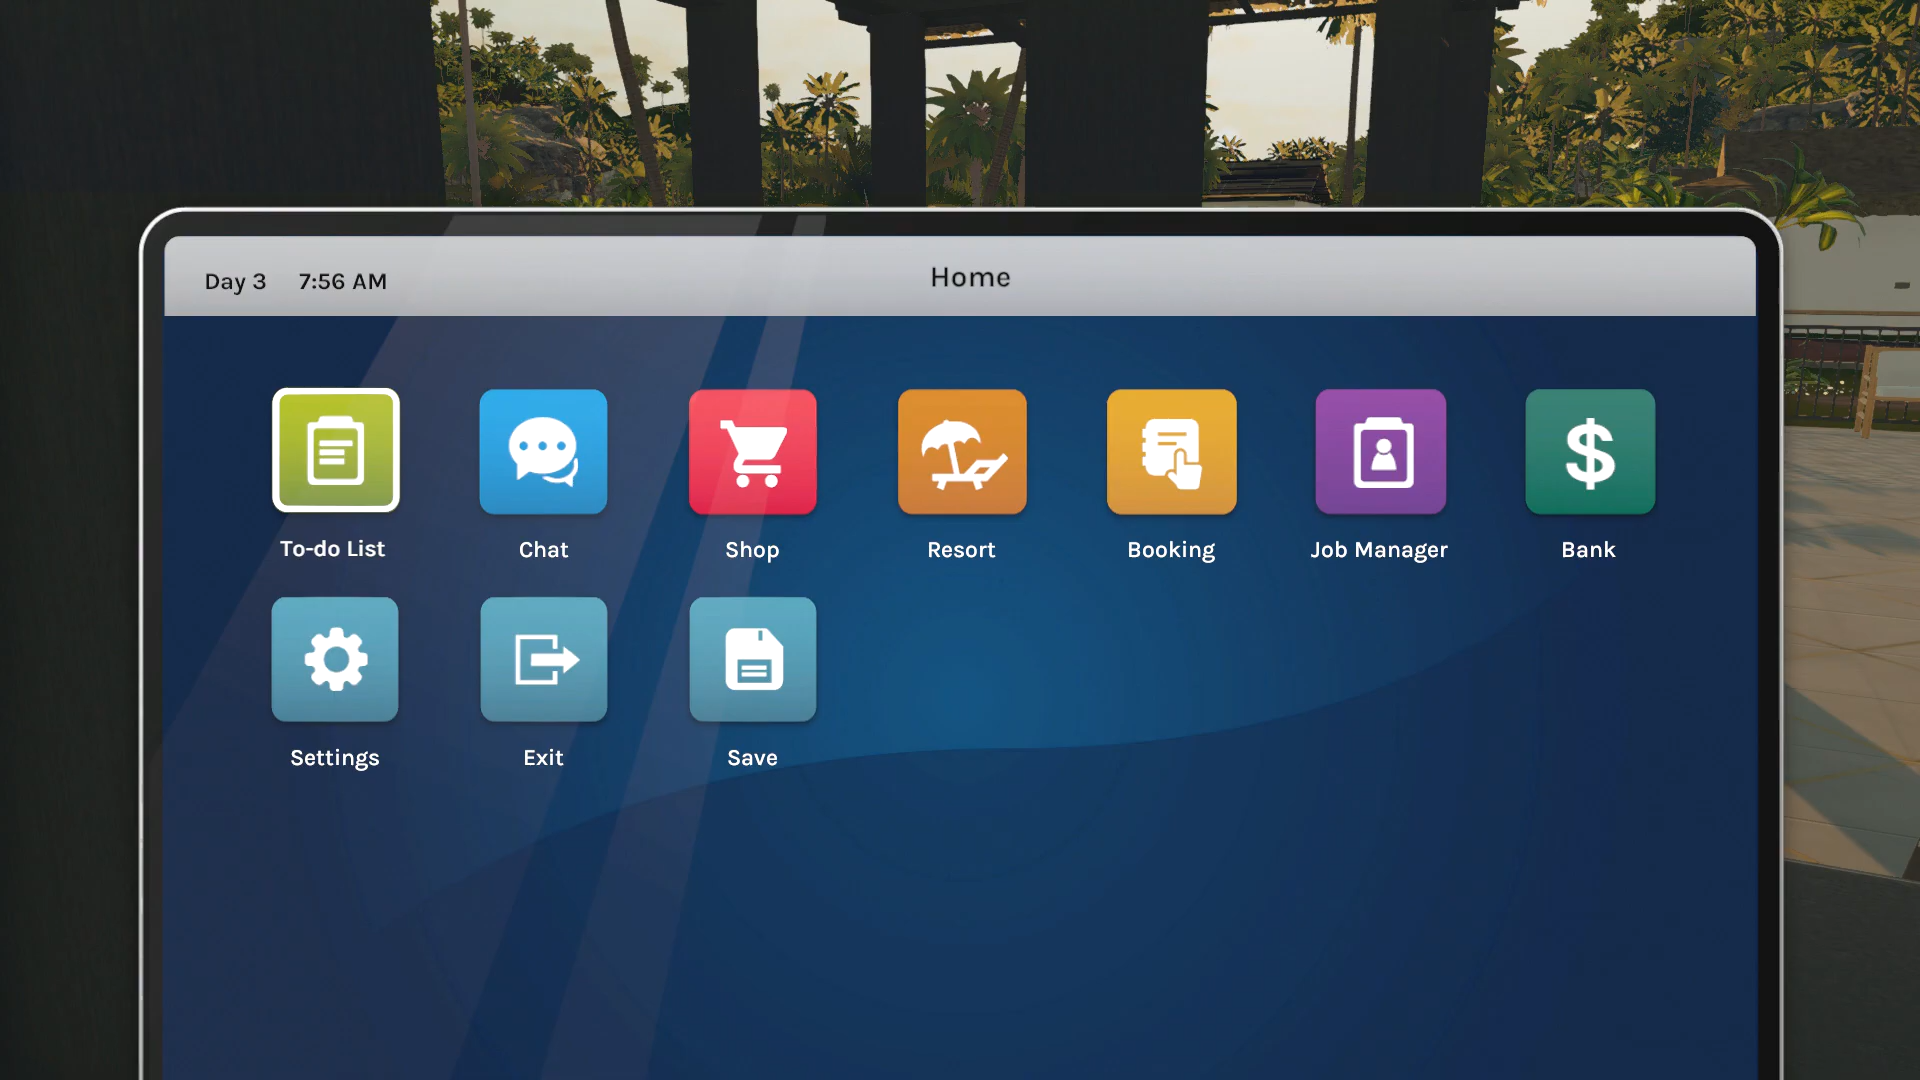 Day 3 7:56 AM Home
To-do List Chat Shop Resort Booking Job Manager Bank
Settings Exit Save